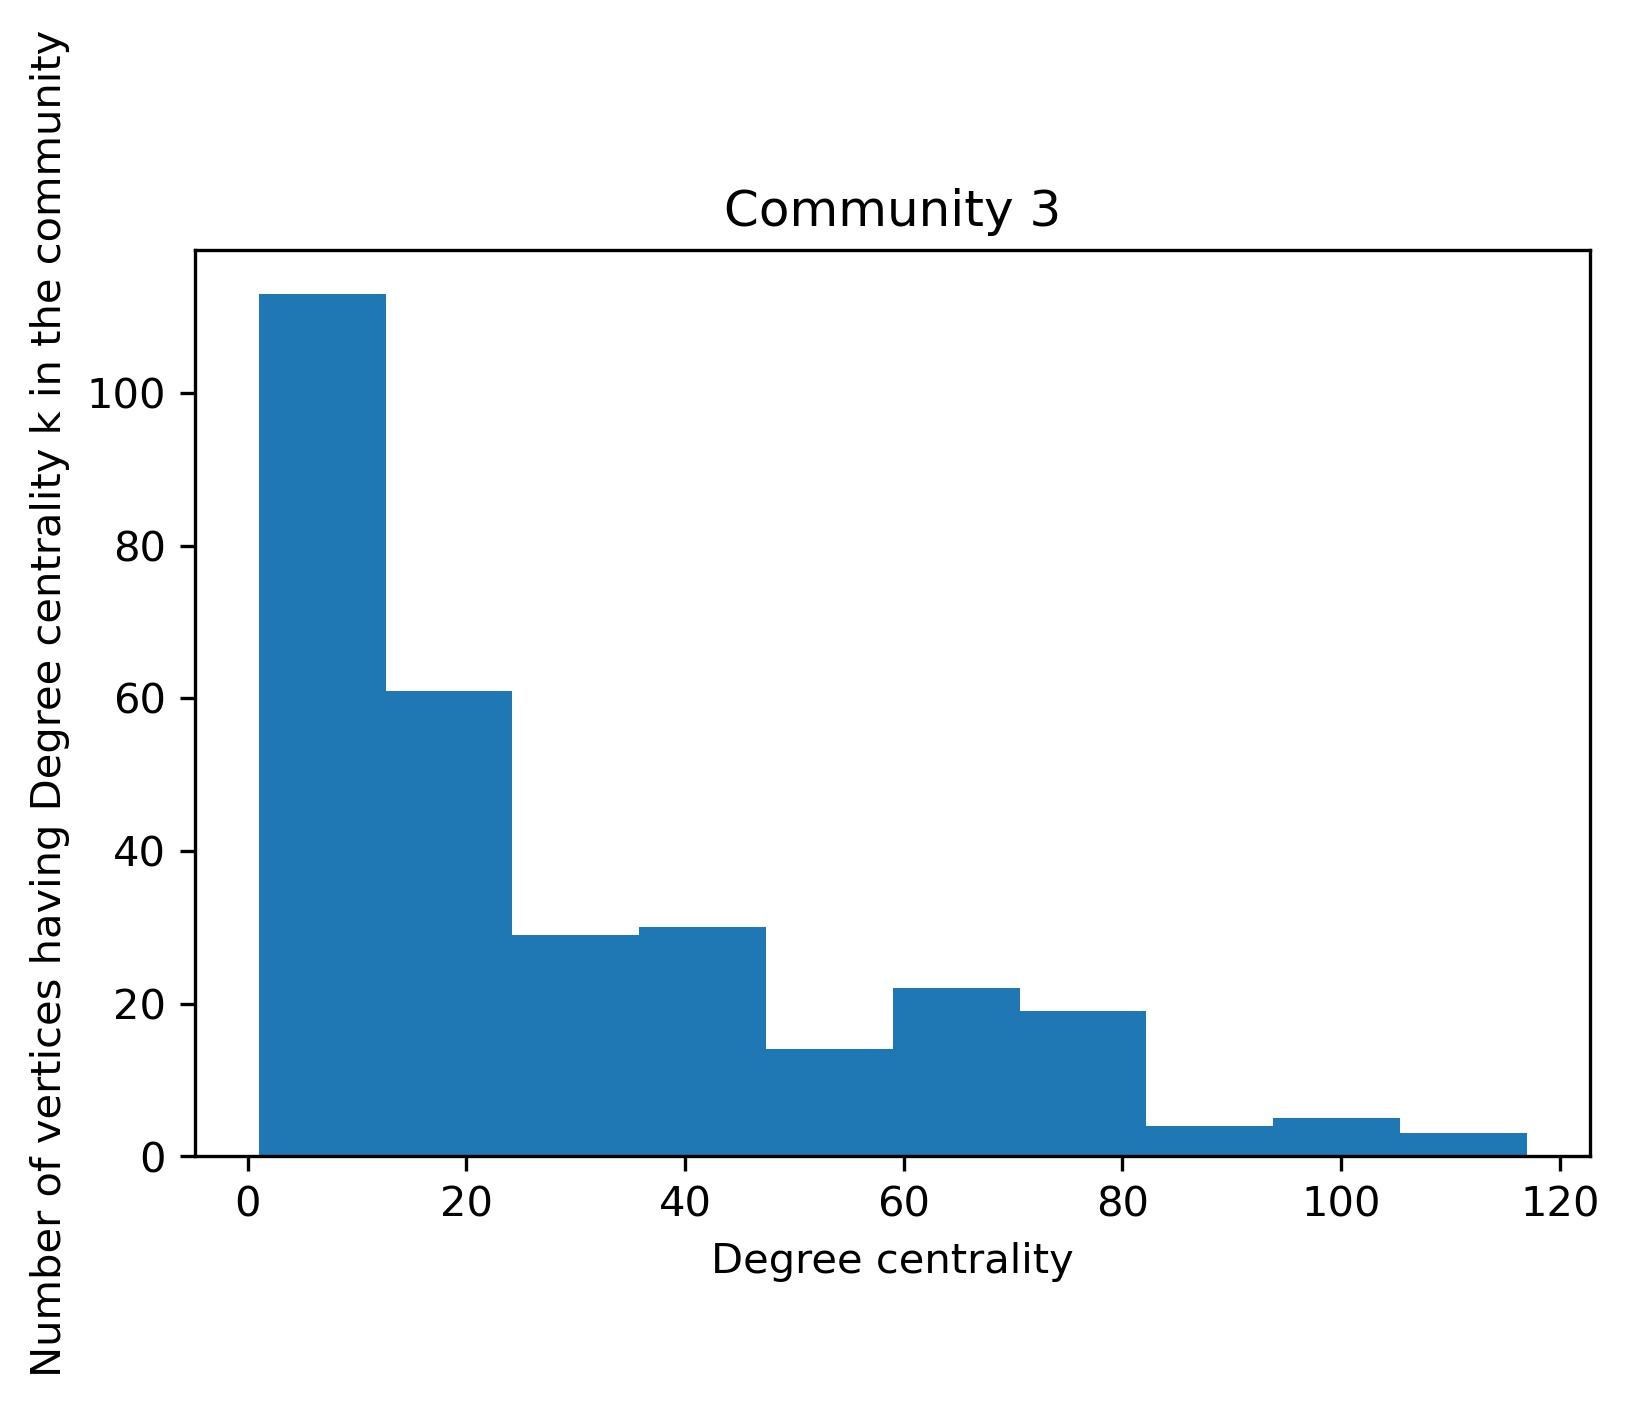 Community 3
Number of vertices having Degree centrality k in the community
100
80
60
40
20
0
0 20 40 60 80 100 120
Degree centrality